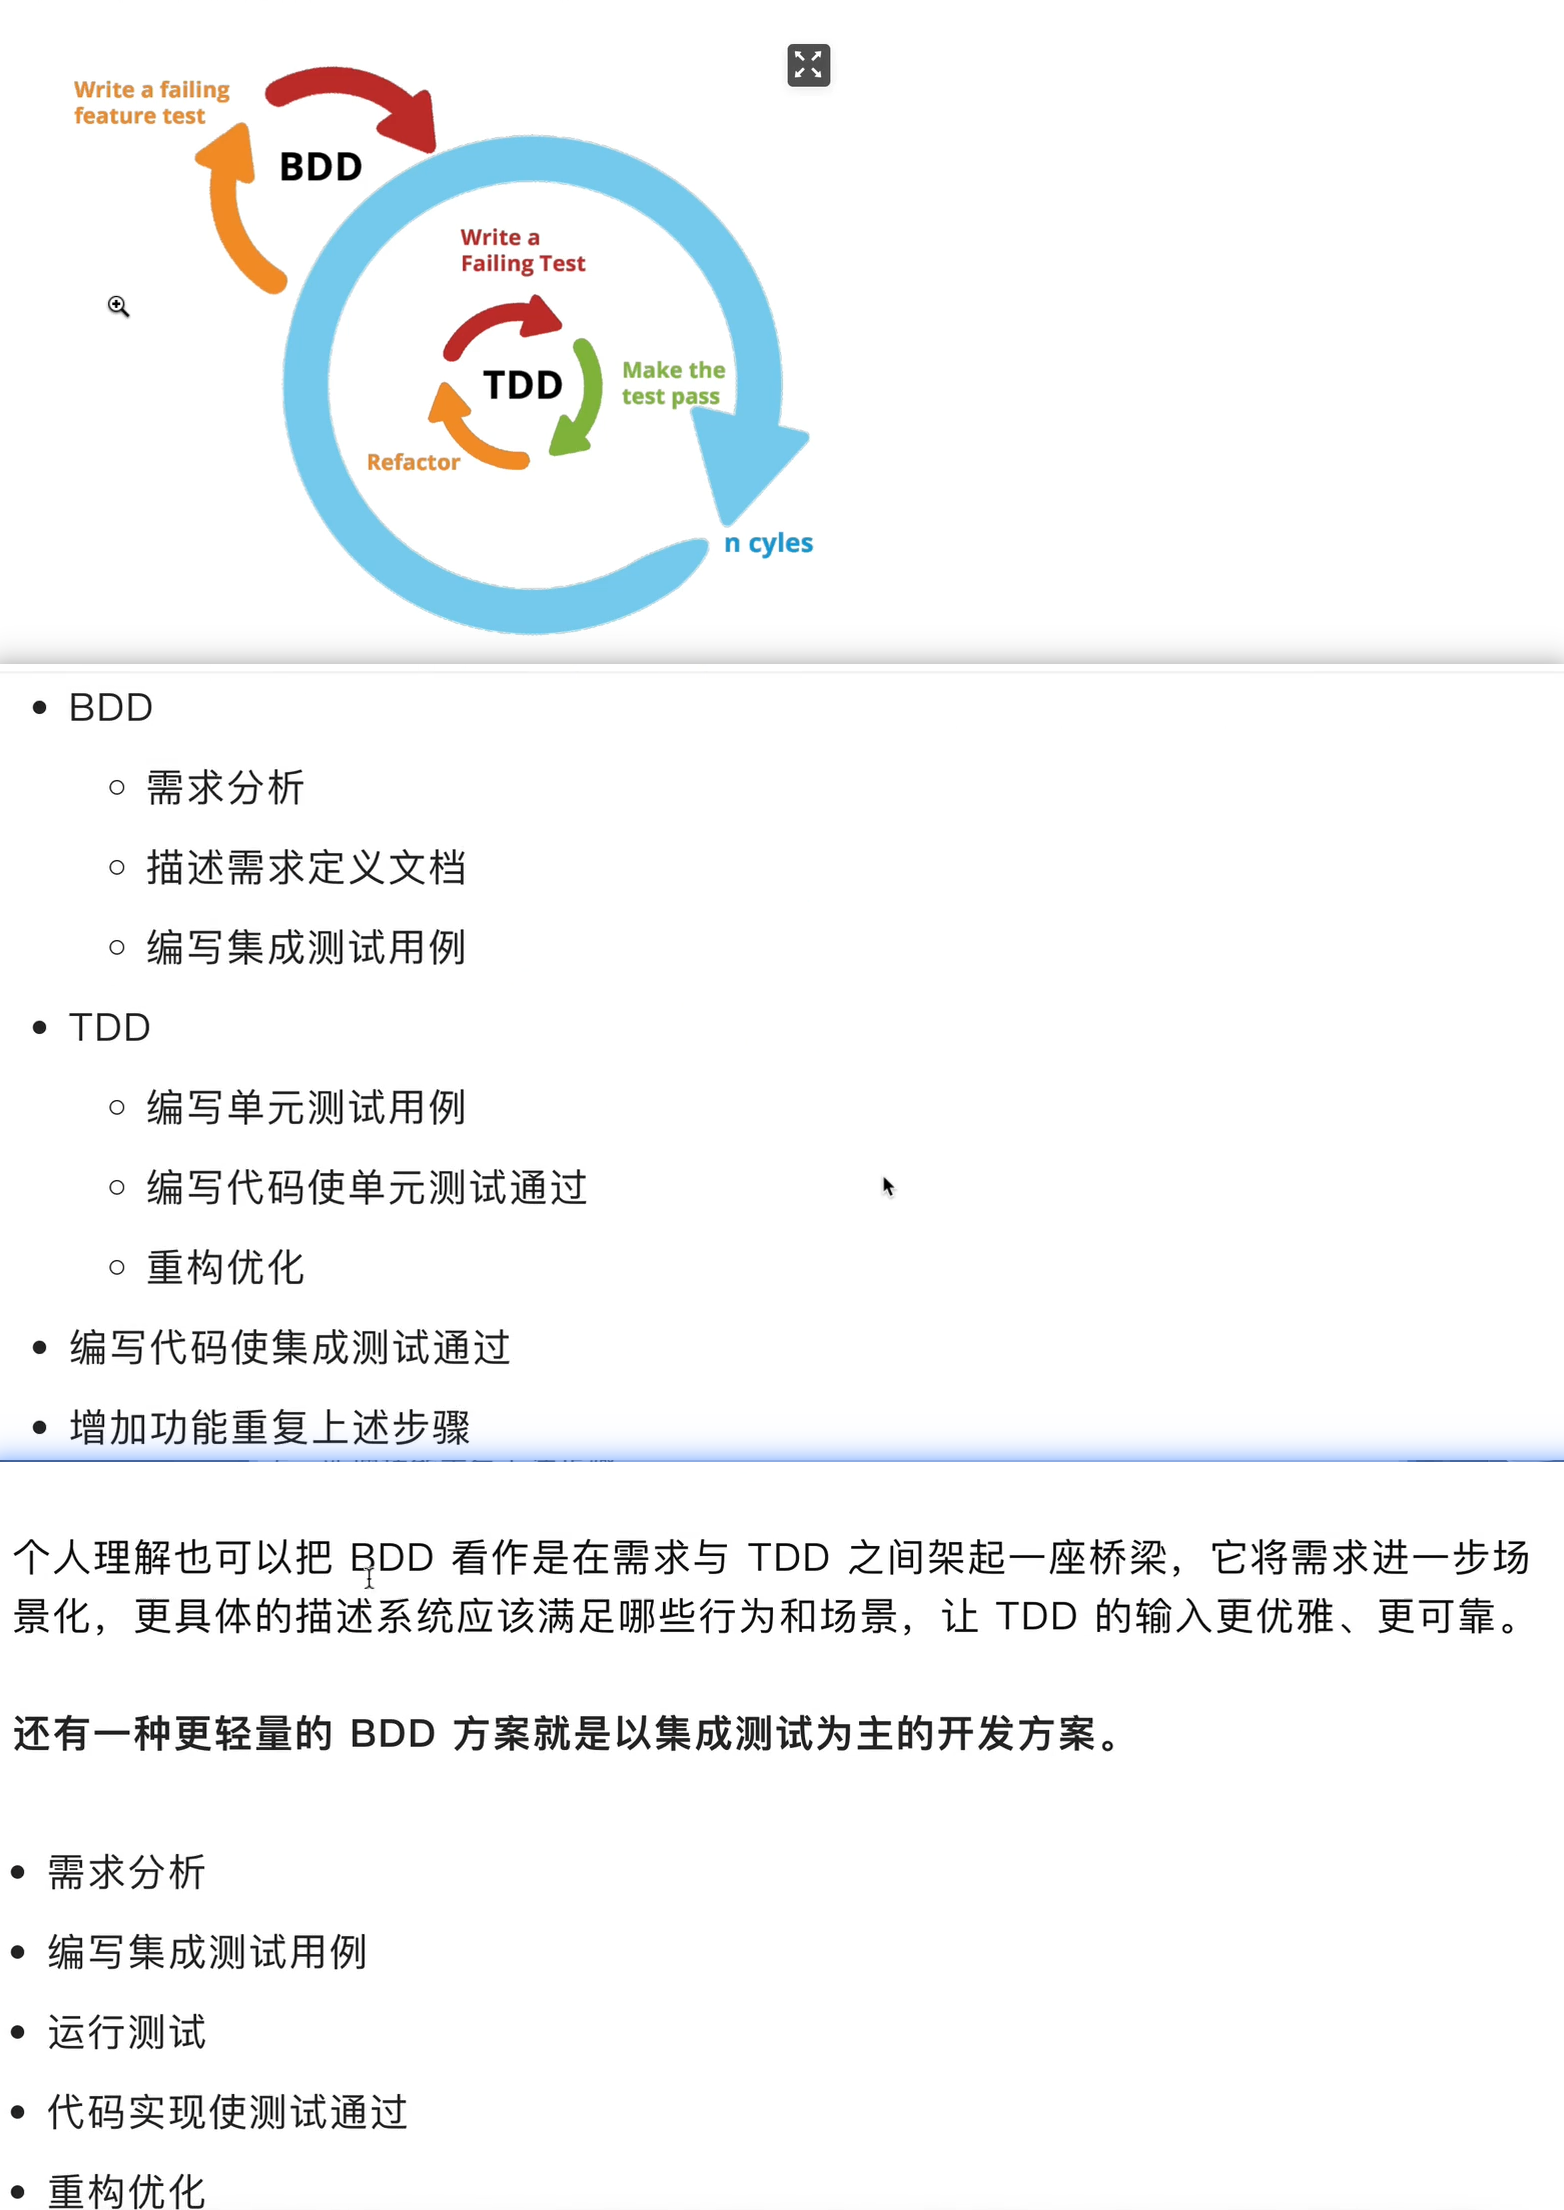 Write a failing
feature test
BDD
Write a
Failing Test
TDD
Make the
test pass
Refactor
n cyles
BDD
需求分析
描述需求定义文档
编写集成测试用例
TDD
编写单元测试用例
编写代码使单元测试通过
重构优化
编写代码使集成测试通过
增加功能重复上述步骤
个人理解也可以把 BDD 看作是在需求与 TDD 之间架起一座桥梁，它将需求进一步场
景化，更具体的描述系统应该满足哪些行为和场景，让 TDD 的输入更优雅、更可靠。
还有一种更轻量的 BDD 方案就是以集成测试为主的开发方案。
需求分析
编写集成测试用例
运行测试
代码实现使测试通过
重构优化